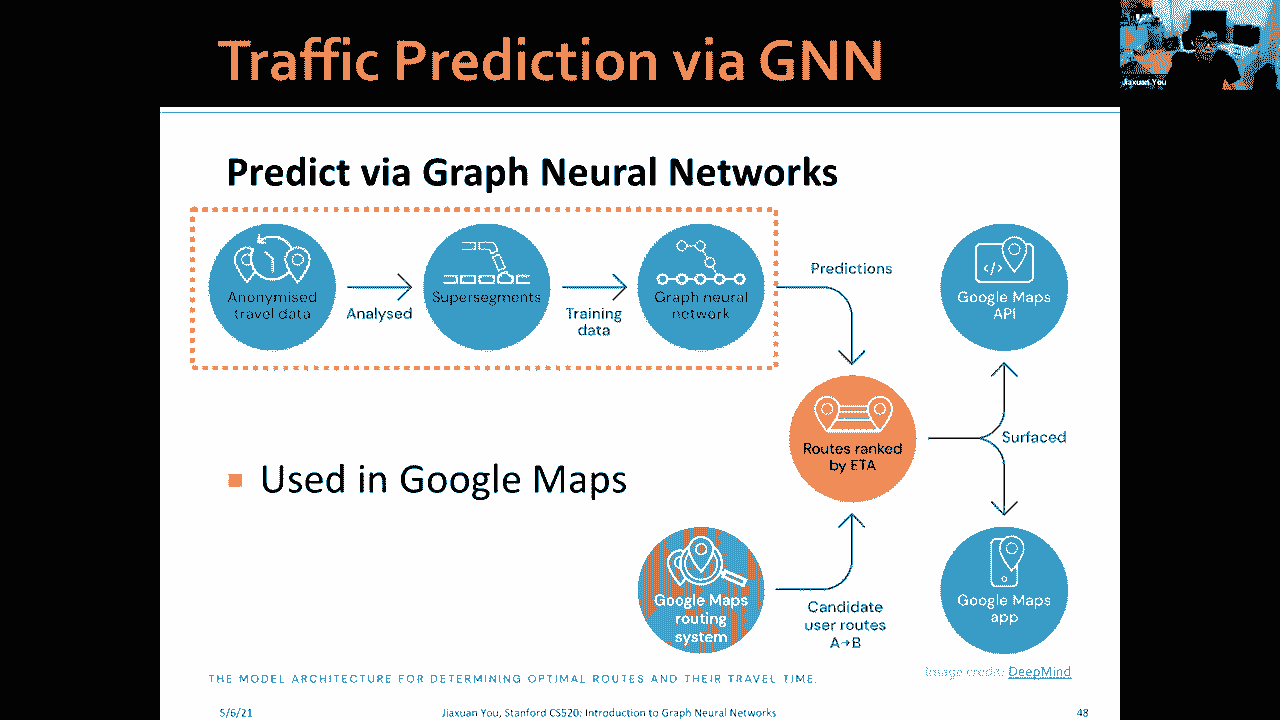 Traffic Prediction via GNN
Jiaxuan You
Predict via Graph Neural Networks
Anonymised
travel data
Analysed
Supersegments
Training
data
Graph neural
network
Predictions
Google Maps
API
Routes ranked
by ETA
Surfaced
Used in Google Maps
Google Maps
routing
system
Candidate
user routes
A→B
Google Maps
app
THE MODEL ARCHITECTURE FOR DETERMINING OPTIMAL ROUTES AND THEIR TRAVEL TIME.
Image credit: DeepMind
5/6/21
Jiaxuan You, Stanford CS520: Introduction to Graph Neural Networks
48